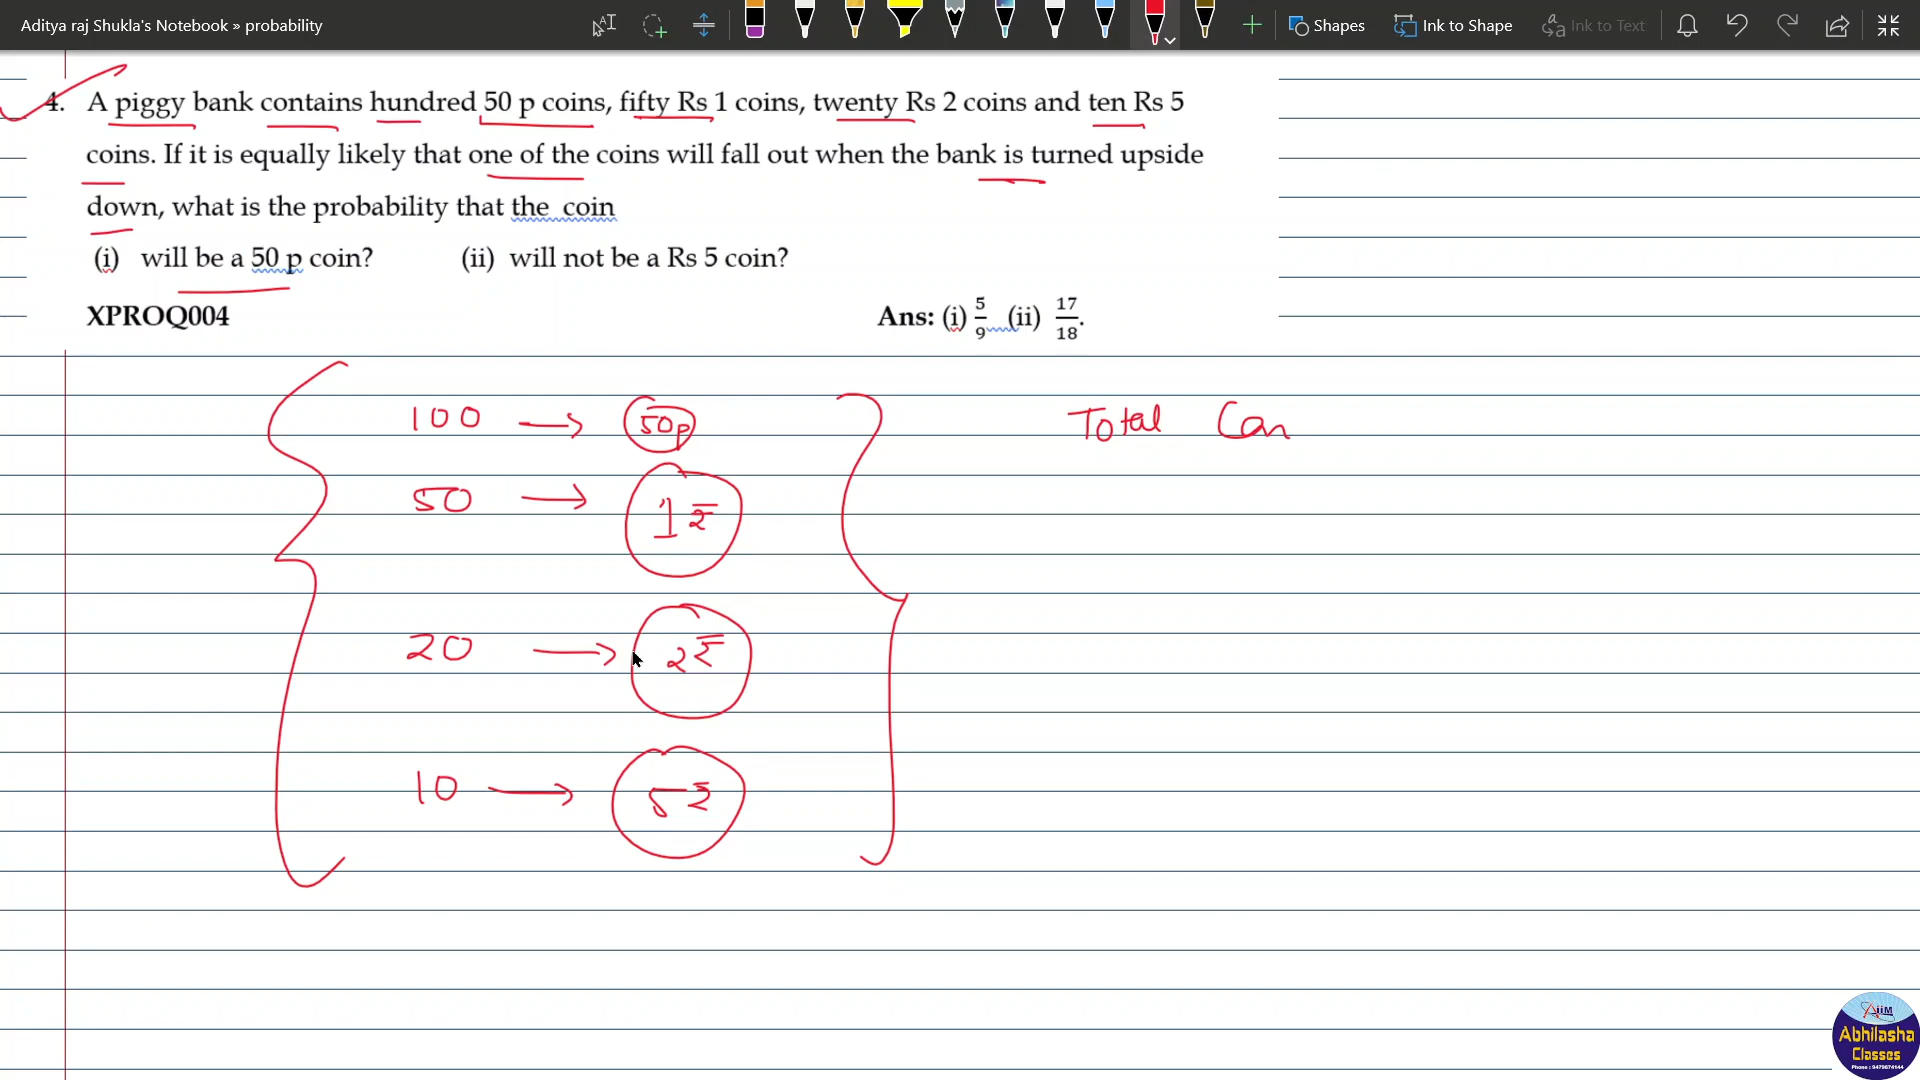 Aditya raj Shukla's Notebook » probability
Shapes Ink to Shape Ink to Text
4. A piggy bank contains hundred 50 p coins, fifty Rs 1 coins, twenty Rs 2 coins and ten Rs 5
coins. If it is equally likely that one of the coins will fall out when the bank is turned upside
down, what is the probability that the coin
(i) will be a 50 p coin? (ii) will not be a Rs 5 coin?
XPROQ004 Ans: (i) 5/9 (ii) 17/18.
100 → 50p Total Con
50 → 1 ₹
20 → 2 ₹
10 → 5 ₹
AIIM
Abhilasha
Classes
Phone : 9479874144